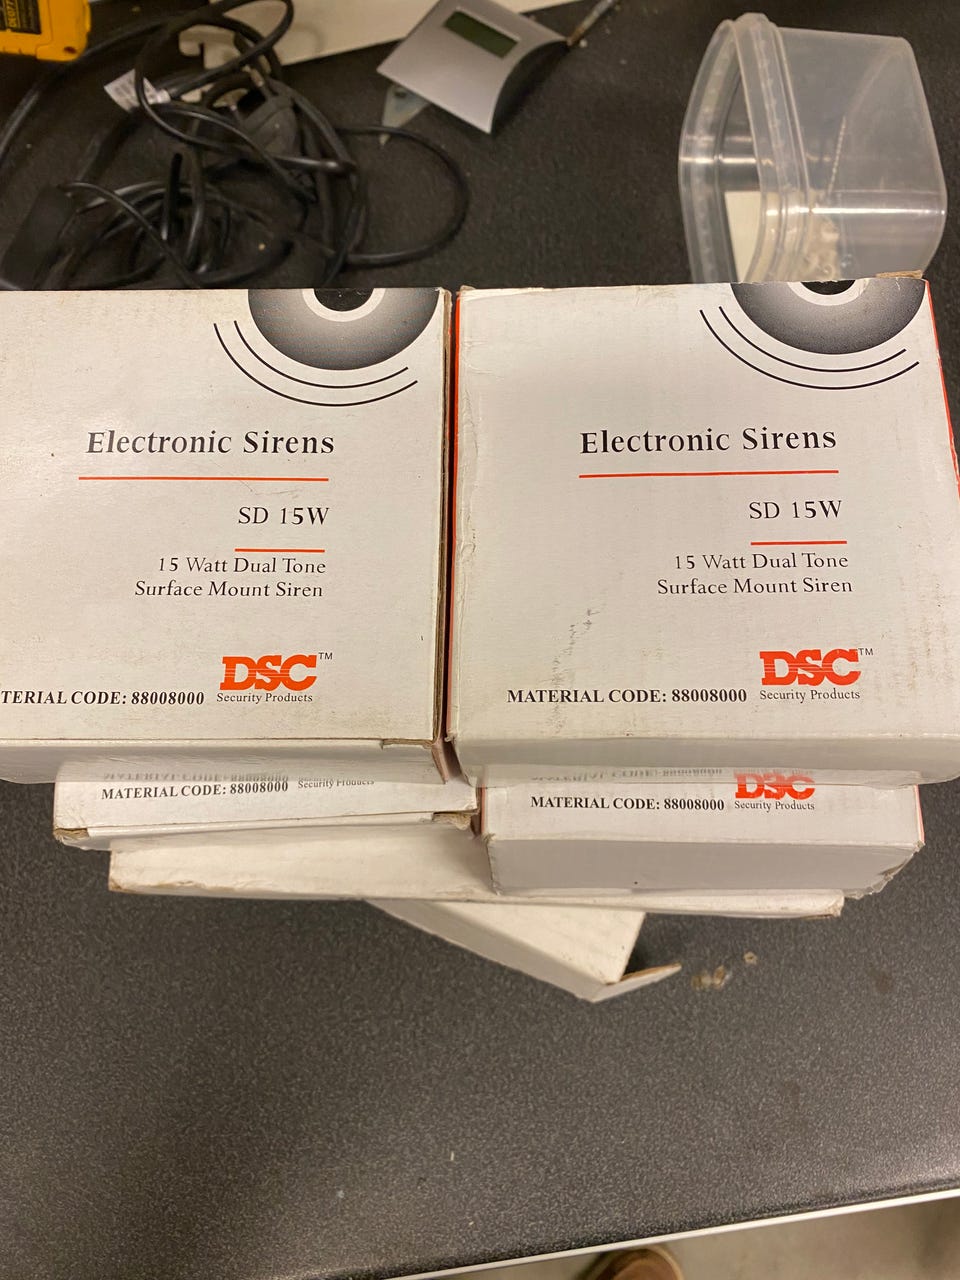 Electronic Sirens
SD 15W
15 Watt Dual Tone
Surface Mount Siren
DSC™
Security Products
TERIAL CODE: 88008000
Electronic Sirens
SD 15W
15 Watt Dual Tone
Surface Mount Siren
DSC™
Security Products
MATERIAL CODE: 88008000
MATERIAL CODE: 88008000
Security Products
MATERIAL CODE: 88008000
DSC
Security Products